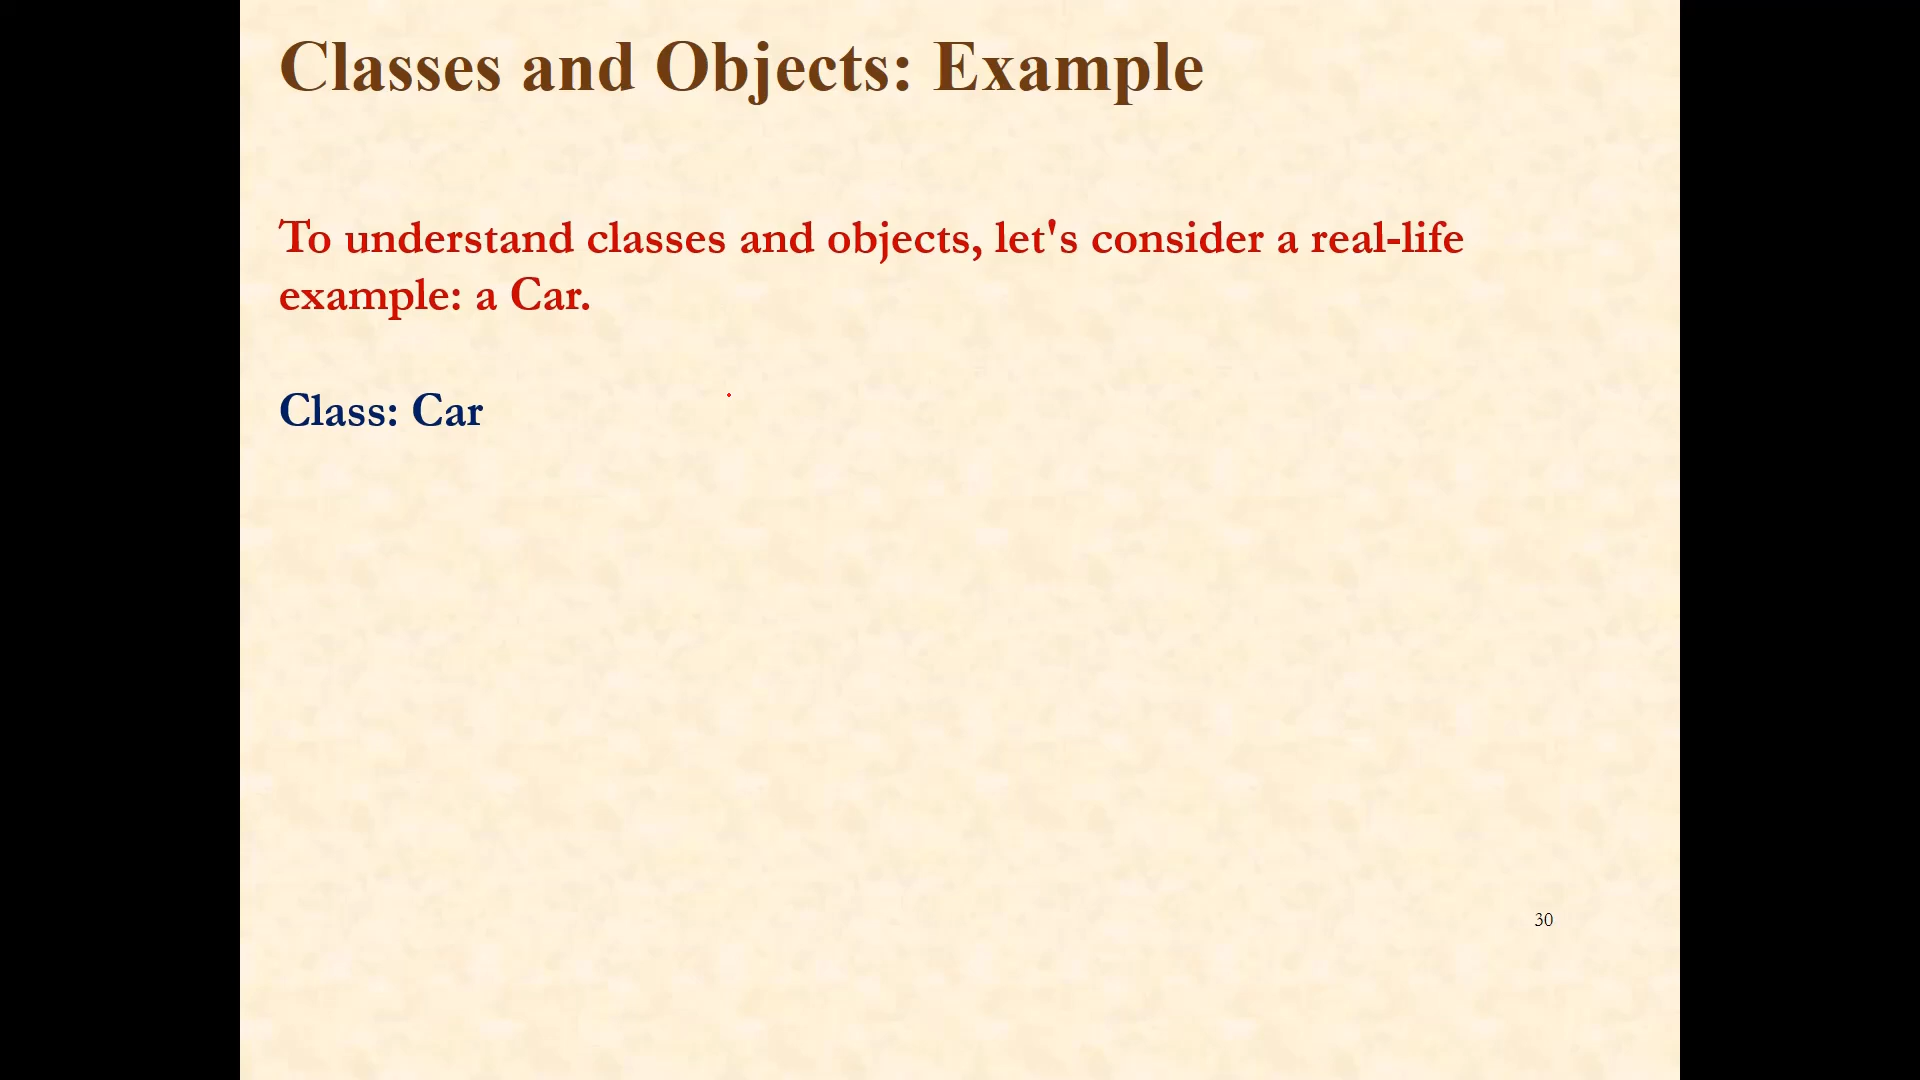 Classes and Objects: Example
To understand classes and objects, let's consider a real-life
example: a Car.
Class: Car
30